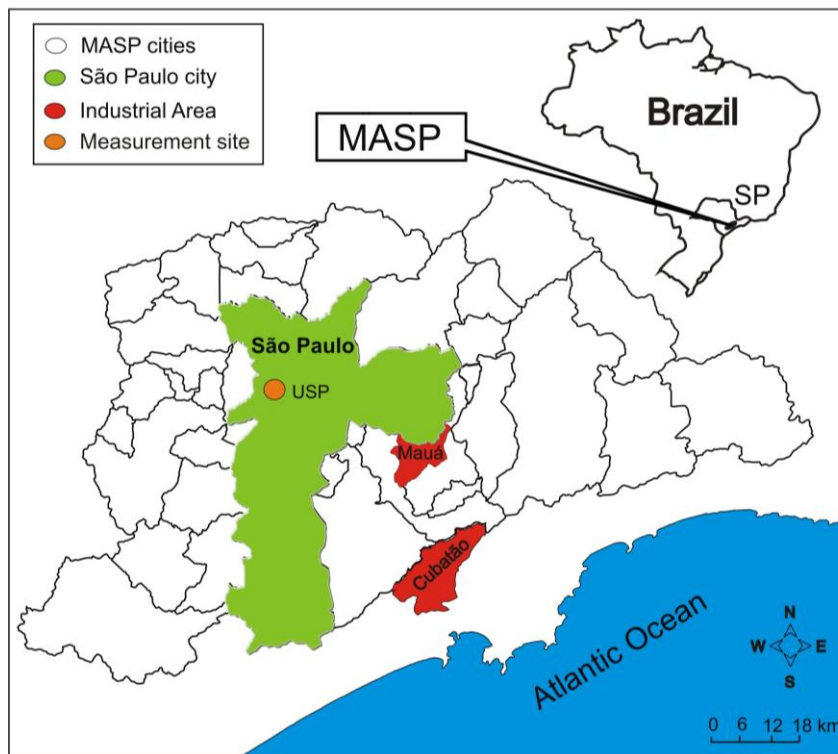 MASP cities
São Paulo city
Industrial Area
Measurement site
Brazil
MASP
SP
São Paulo
USP
Mauá
Cubatão
Atlantic Ocean
N
W E
S
0 6 12 18 km